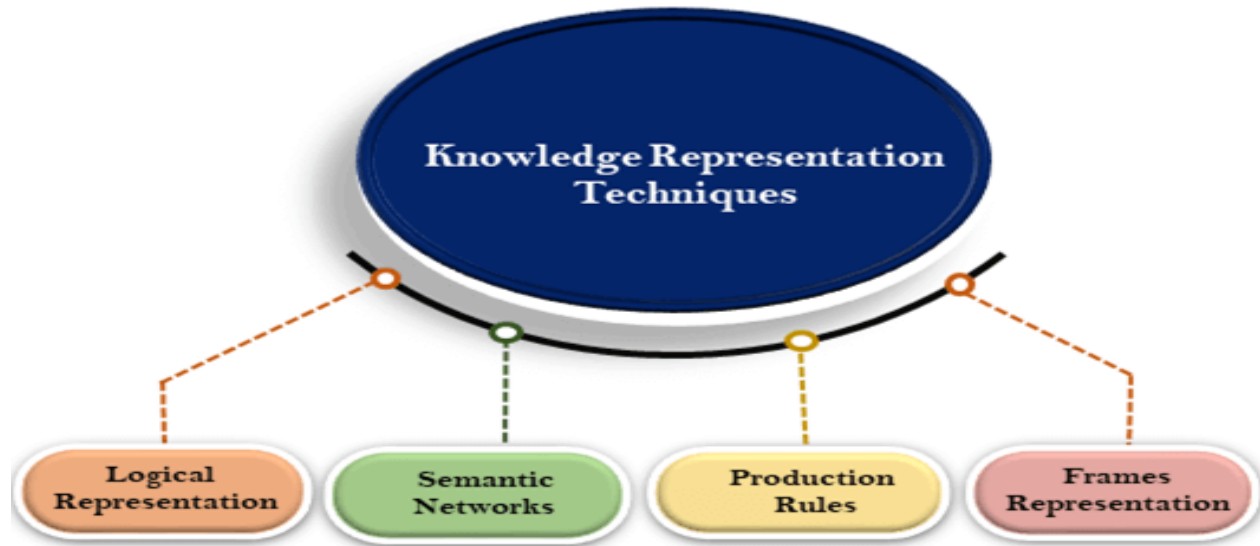 Knowledge Representation
Techniques
Logical
Representation
Semantic
Networks
Production
Rules
Frames
Representation